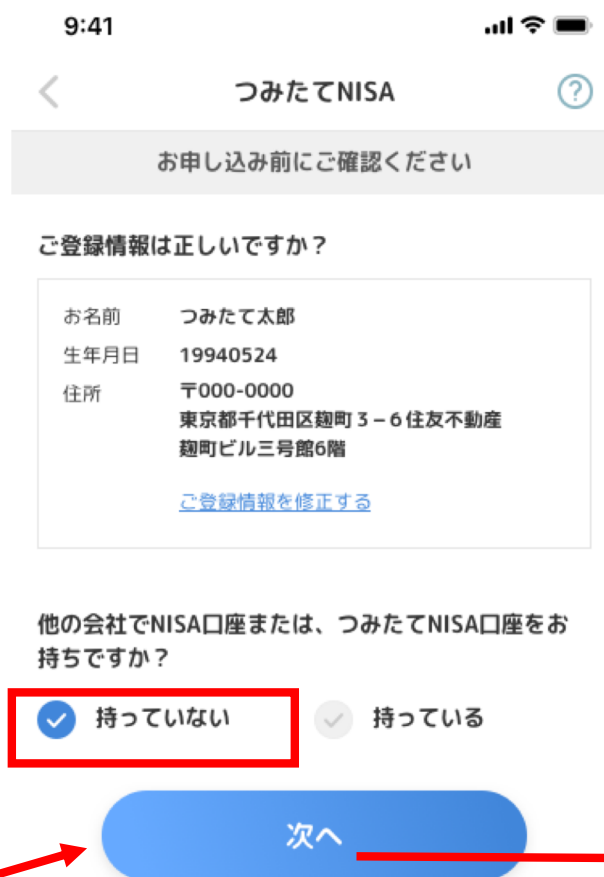 9:41
つみたてNISA
?
お申し込み前にご確認ください
ご登録情報は正しいですか？
お名前 つみたて太郎
生年月日 19940524
住所 〒000-0000
東京都千代田区麹町３－６住友不動産
麹町ビル三号館6階
ご登録情報を修正する
他の会社でNISA口座または、つみたてNISA口座をお
持ちですか？
持っていない 持っている
次へ